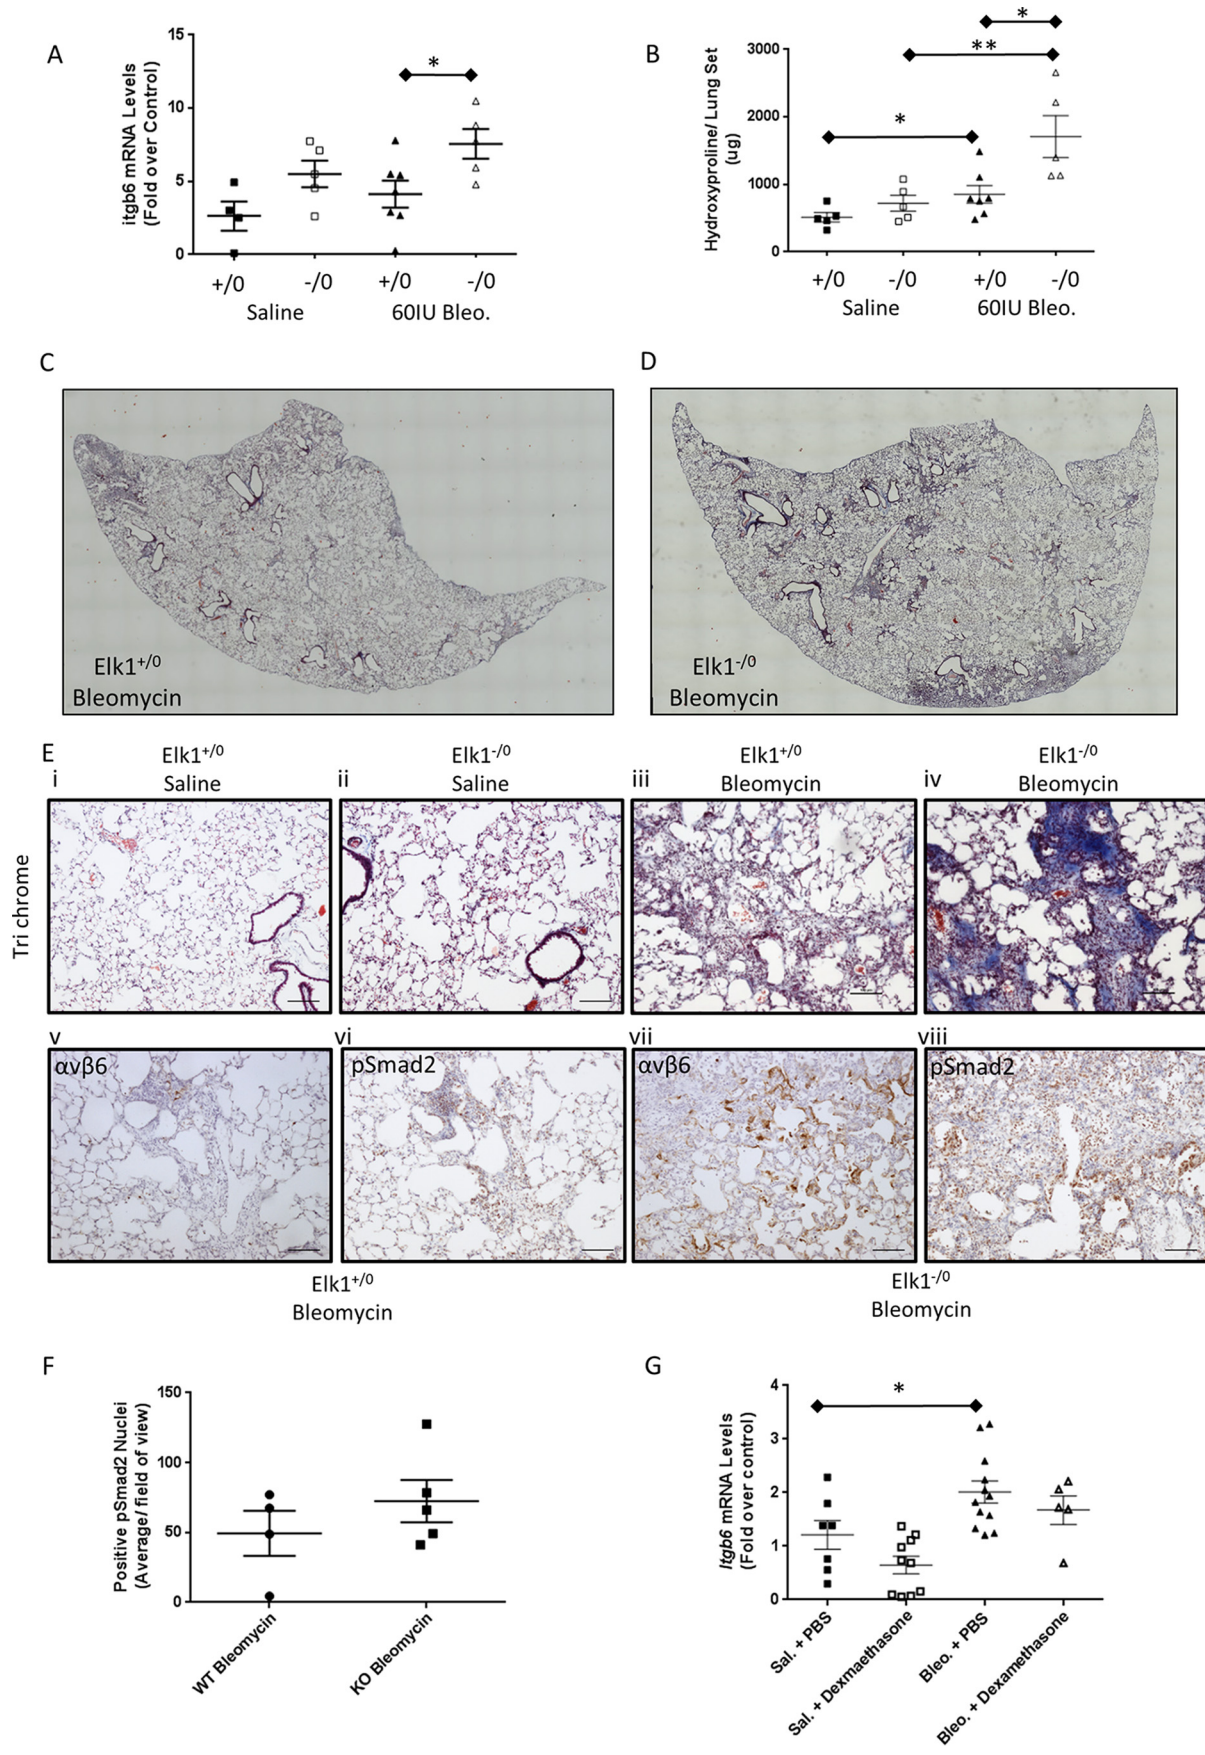 A
itgb6 mRNA Levels
(Fold over Control)
15
10
5
0
*
+/0
-/0
+/0
-/0
Saline
60IU Bleo.
B
Hydroxyproline/ Lung Set
(ug)
3000
2000
1000
0
*
**
*
+/0
-/0
+/0
-/0
Saline
60IU Bleo.
C
Elk1+/0
Bleomycin
D
Elk1-/0
Bleomycin
E
i
Elk1+/0
Saline
ii
Elk1-/0
Saline
iii
Elk1+/0
Bleomycin
iv
Elk1-/0
Bleomycin
Tri chrome
v
αvβ6
vi
pSmad2
vii
αvβ6
viii
pSmad2
Elk1+/0
Bleomycin
Elk1-/0
Bleomycin
F
Positive pSmad2 Nuclei
(Average/ field of view)
150
100
50
0
WT Bleomycin
KO Bleomycin
G
Itgb6 mRNA Levels
(Fold over control)
4
3
2
1
0
*
Sal. + PBS
Sal. + Dexmaethasone
Bleo. + PBS
Bleo. + Dexamethasone